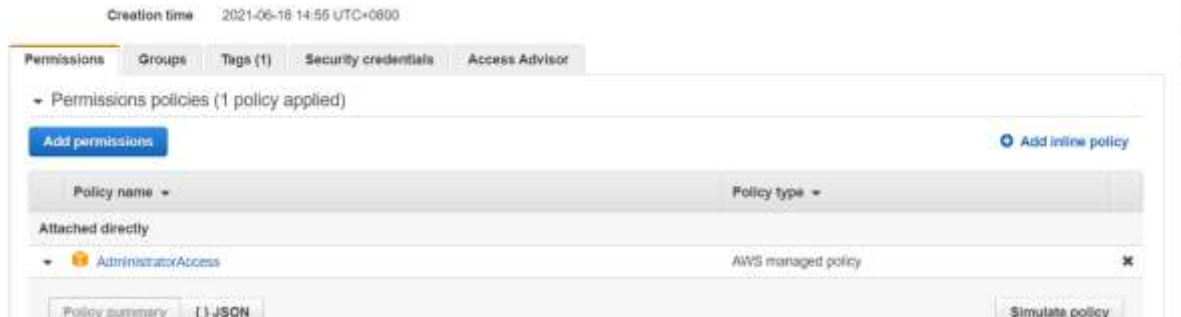 Creation time 2021-06-18 14:55 UTC+0800
Permissions Groups Tags (1) Security credentials Access Advisor
Permissions policies (1 policy applied)
Add permissions Add inline policy
Policy name Policy type
Attached directly
AdministratorAccess AWS managed policy
Policy summary { } JSON Simulate policy